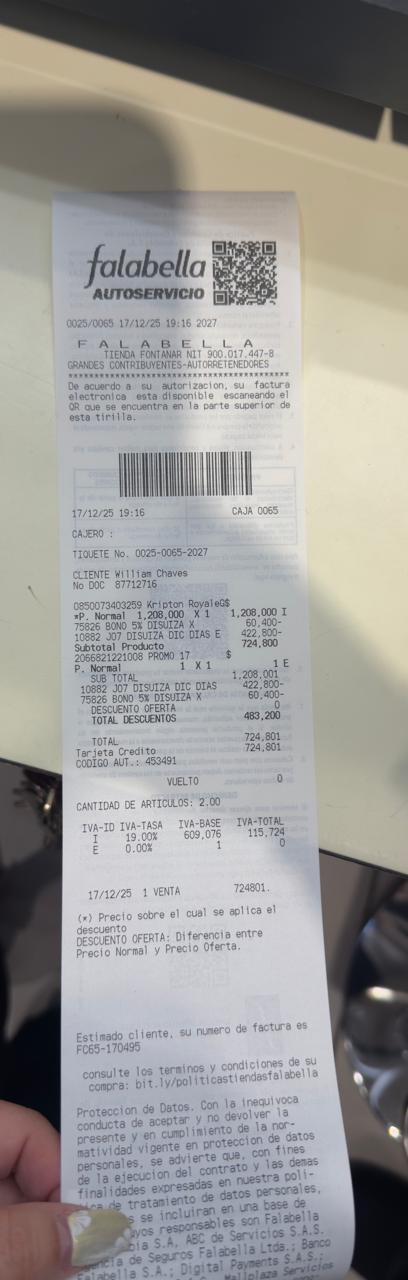 falabella
AUTOSERVICIO
0025/0065 17/12/25 19:16 2027
F A L A B E L L A
TIENDA FONTANAR NIT 900.017.447-8
GRANDES CONTRIBUYENTES-AUTORRETENEDORES
****************************************
De acuerdo a su autorizacion, su factura
electronica esta disponible escaneando el
QR que se encuentra en la parte superior de
esta tirilla.
17/12/25 19:16 CAJA 0065
CAJERO :
TIQUETE No. 0025-0065-2027
CLIENTE William Chaves
No DOC 87712716
0850073403259 Kripton RoyaleG$
*P. Normal 1,208,000 X 1 1,208,000 I
75826 BONO 5% DISUIZA X 60,400-
10882 J07 DISUIZA DIC DIAS E 422,800-
Subtotal Producto 724,800
2066821221008 PROMO 17 $
P. Normal 1 X 1 1 E
SUB TOTAL 1,208,001
10882 J07 DISUIZA DIC DIAS 422,800-
75826 BONO 5% DISUIZA X 60,400-
DESCUENTO OFERTA 0
TOTAL DESCUENTOS 483,200
TOTAL 724,801
Tarjeta Credito 724,801
CODIGO AUT.: 453491
VUELTO 0
CANTIDAD DE ARTICULOS: 2.00
IVA-ID IVA-TASA IVA-BASE IVA-TOTAL
I 19.00% 609,076 115,724
E 0.00% 1 0
17/12/25 1 VENTA 724801.
(*) Precio sobre el cual se aplica el
descuento
DESCUENTO OFERTA: Diferencia entre
Precio Normal y Precio Oferta.
Estimado cliente, su numero de factura es
FC65-170495
consulte los terminos y condiciones de su
compra: bit.ly/politicastiendasfalabella
Proteccion de Datos. Con la inequivoca
conducta de aceptar y no devolver la
presente y en cumplimiento de la nor-
matividad vigente en proteccion de datos
personales, se advierte que, con fines
de la ejecucion del contrato y las demas
finalidades expresadas en nuestra poli-
de tratamiento de datos personales,
se incluiran en una base de
responsables son Falabella
S.A, ABC de Servicios S.A.S.
de Seguros Falabella Ltda.; Banco
Falabella S.A.; Digital Payments S.A.S.;
Servicios